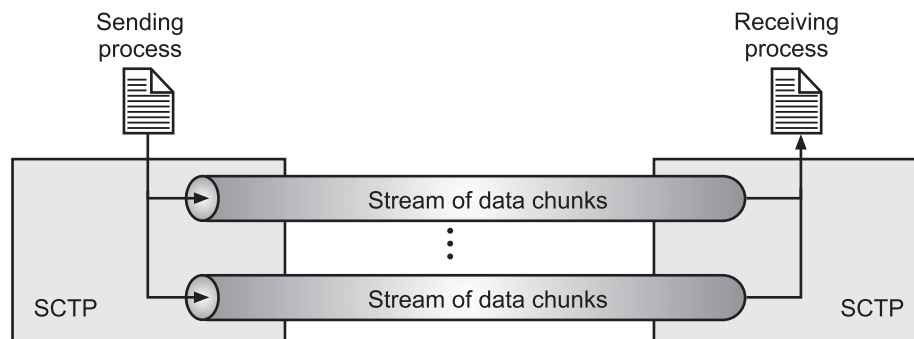 Sending
process
Receiving
process
Stream of data chunks
Stream of data chunks
SCTP
SCTP